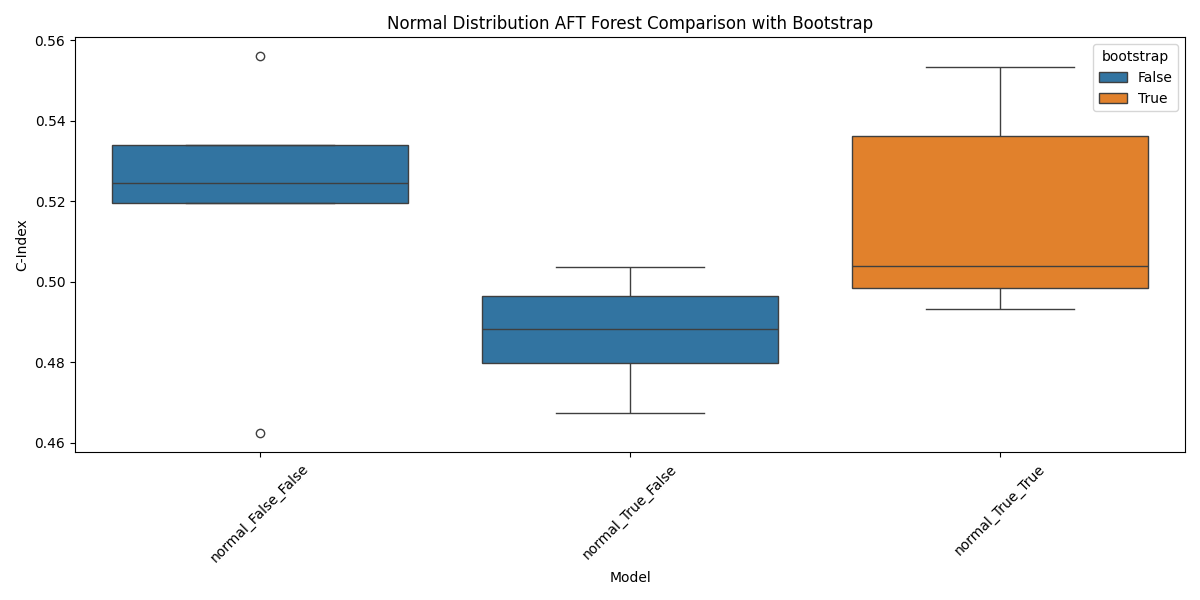 Normal Distribution AFT Forest Comparison with Bootstrap
0.56
0.54
0.52
0.50
0.48
0.46
C-Index
bootstrap
False
True
normal_False_False
normal_True_False
normal_True_True
Model